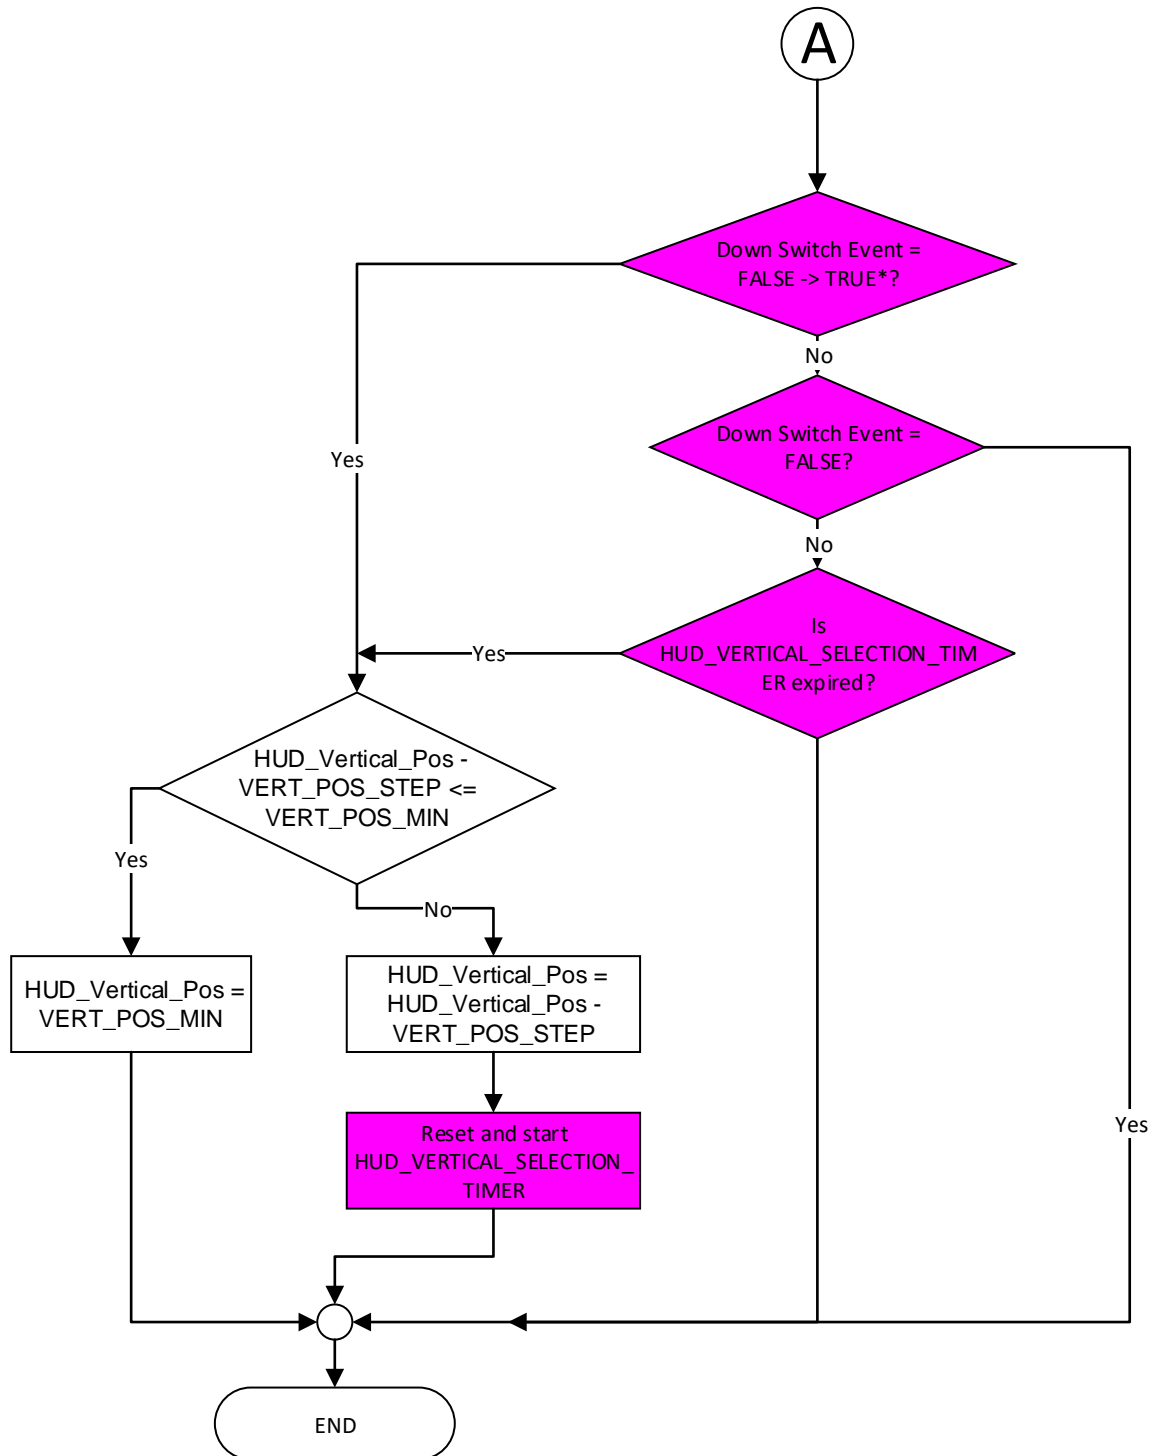 A
Down Switch Event =
FALSE -> TRUE*?
No
Down Switch Event =
FALSE?
Yes
No
Is
HUD_VERTICAL_SELECTION_TIM
ER expired?
Yes
HUD_Vertical_Pos -
VERT_POS_STEP <=
VERT_POS_MIN
Yes
No
HUD_Vertical_Pos =
VERT_POS_MIN
HUD_Vertical_Pos =
HUD_Vertical_Pos -
VERT_POS_STEP
Reset and start
HUD_VERTICAL_SELECTION_
TIMER
Yes
END